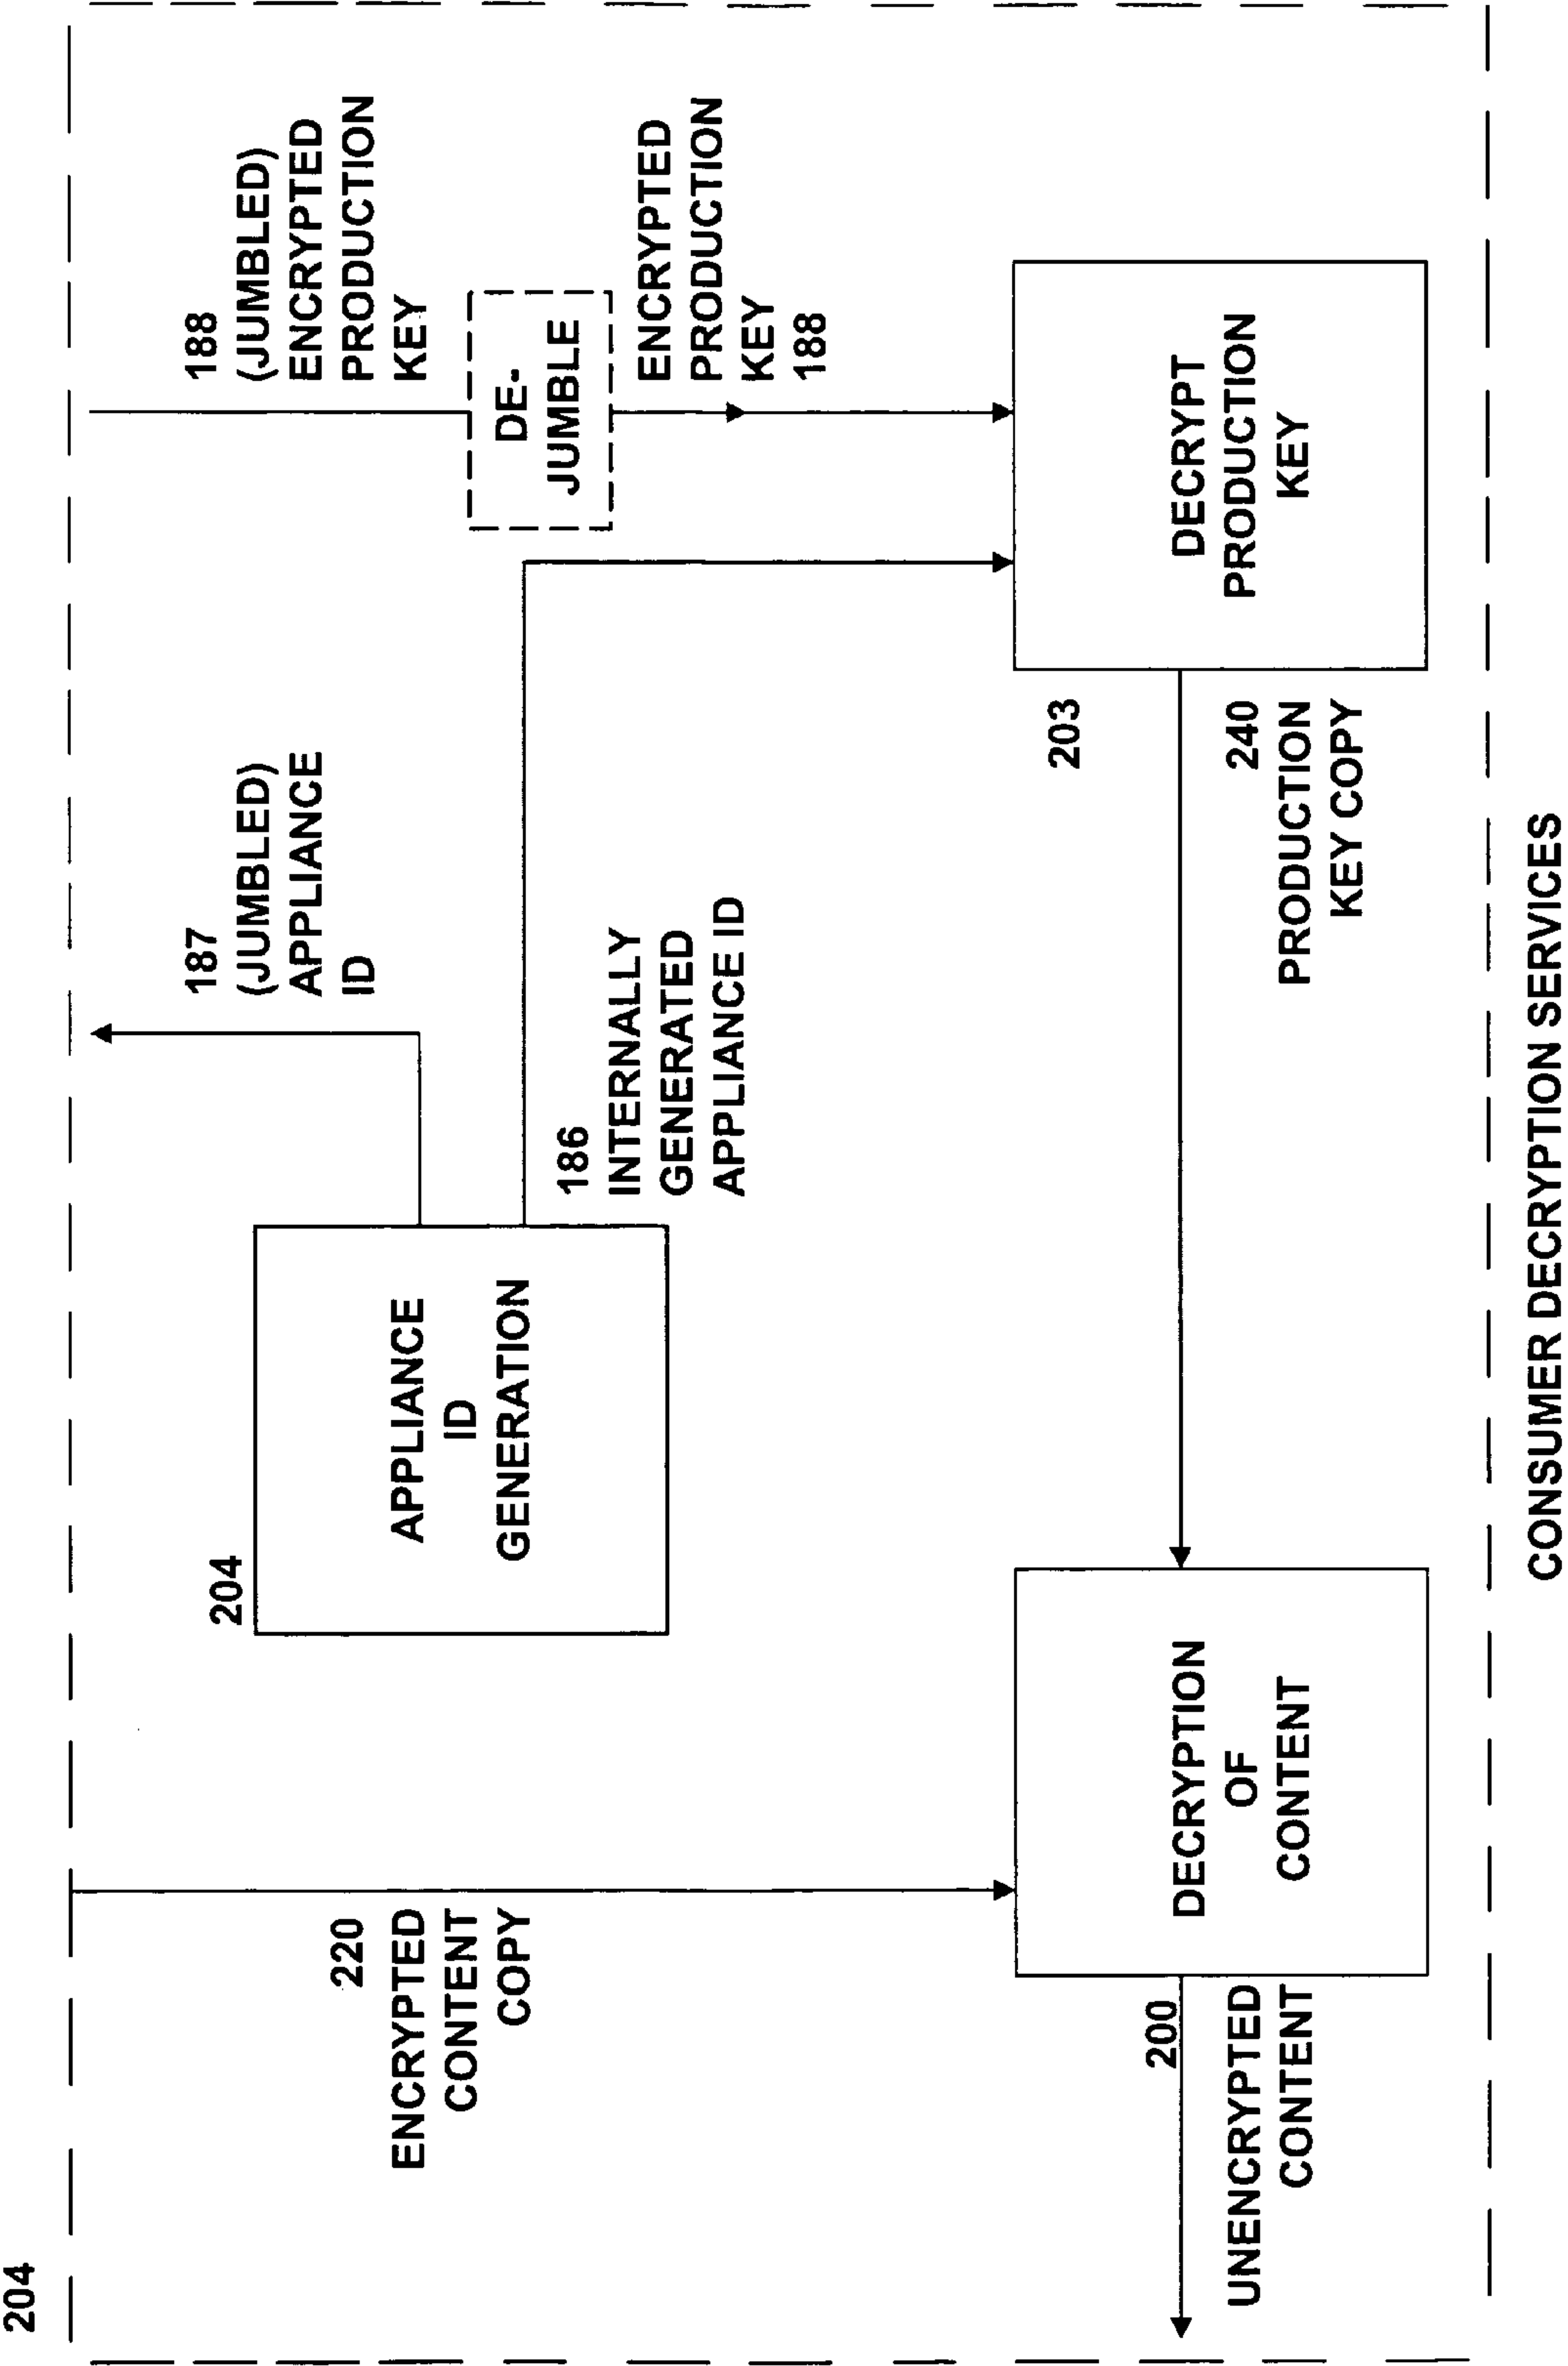 204
220
ENCRYPTED
CONTENT
COPY
204
APPLIANCE
ID
GENERATION
187
(JUMBLED)
APPLIANCE
ID
188
(JUMBLED)
ENCRYPTED
PRODUCTION
KEY
DE-
JUMBLE
186
INTERNALLY
GENERATED
APPLIANCE ID
ENCRYPTED
PRODUCTION
KEY
188
200
UNENCRYPTED
CONTENT
DECRYPTION
OF
CONTENT
203
240
PRODUCTION
KEY COPY
DECRYPT
PRODUCTION
KEY
CONSUMER DECRYPTION SERVICES